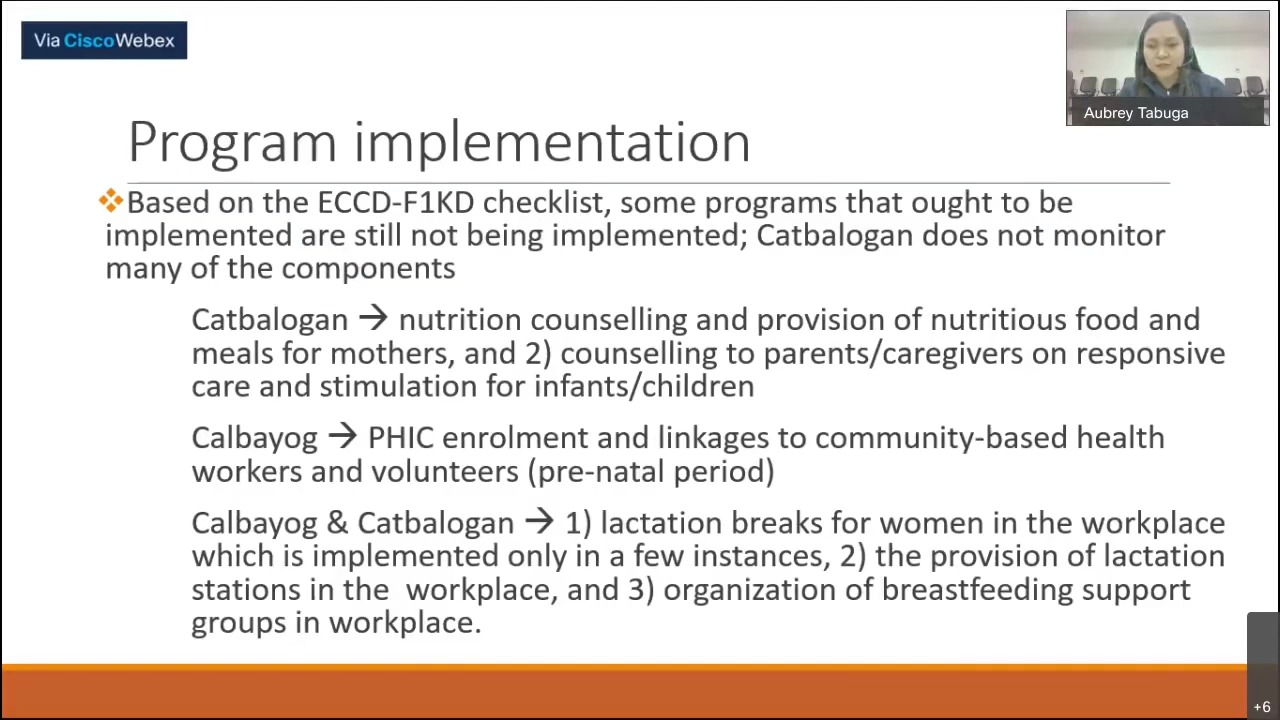 Via CiscoWebex
Aubrey Tabuga
Program implementation
❖Based on the ECCD-F1KD checklist, some programs that ought to be
implemented are still not being implemented; Catbalogan does not monitor
many of the components
Catbalogan → nutrition counselling and provision of nutritious food and
meals for mothers, and 2) counselling to parents/caregivers on responsive
care and stimulation for infants/children
Calbayog → PHIC enrolment and linkages to community-based health
workers and volunteers (pre-natal period)
Calbayog & Catbalogan → 1) lactation breaks for women in the workplace
which is implemented only in a few instances, 2) the provision of lactation
stations in the workplace, and 3) organization of breastfeeding support
groups in workplace.
+6